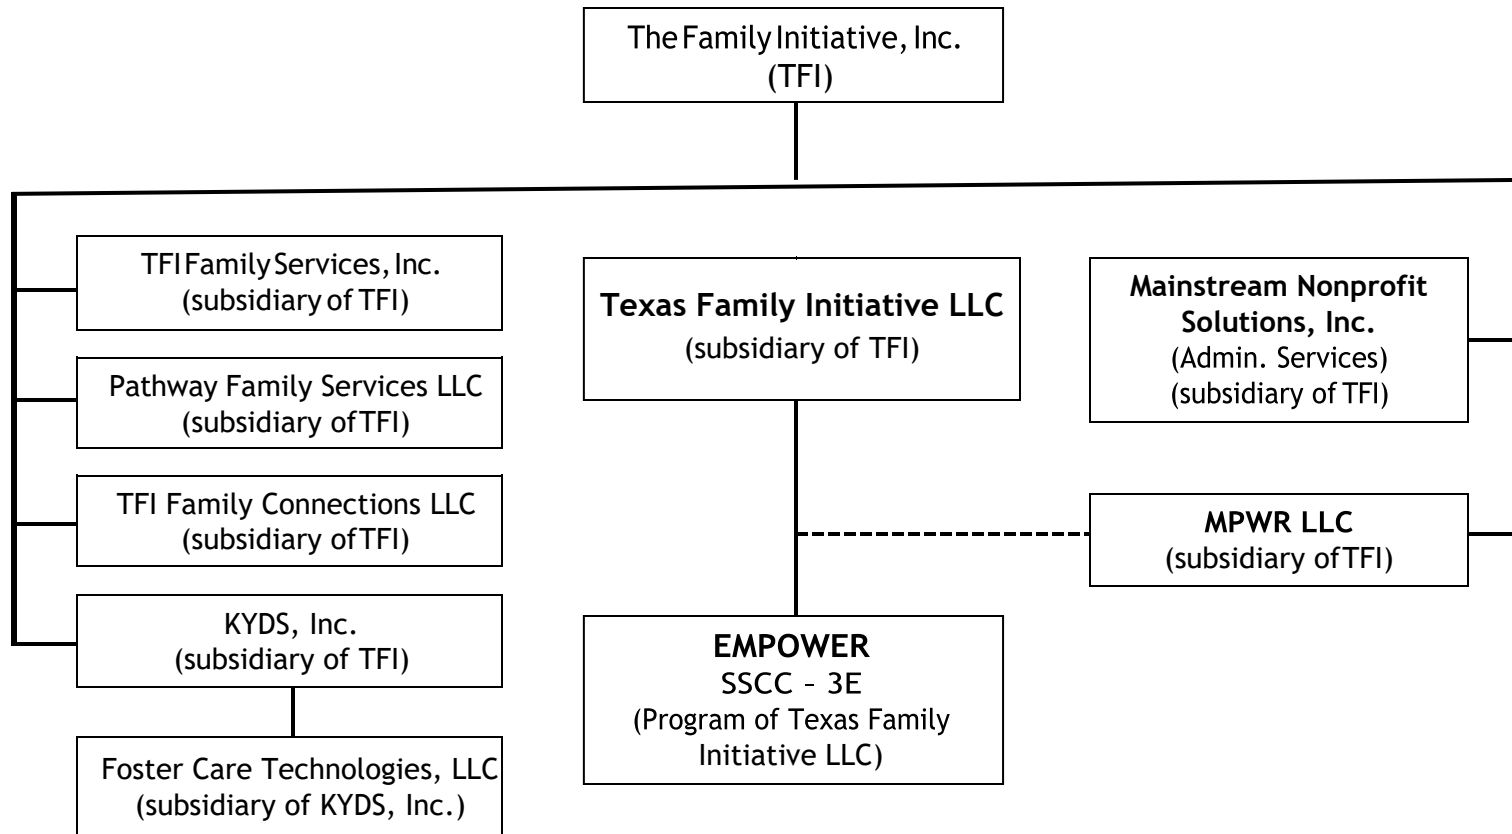 The Family Initiative, Inc.
(TFI)
TFI Family Services, Inc.
(subsidiary of TFI)
Pathway Family Services LLC
(subsidiary of TFI)
TFI Family Connections LLC
(subsidiary of TFI)
KYDS, Inc.
(subsidiary of TFI)
Foster Care Technologies, LLC
(subsidiary of KYDS, Inc.)
Texas Family Initiative LLC
(subsidiary of TFI)
EMPOWER
SSCC – 3E
(Program of Texas Family
Initiative LLC)
Mainstream Nonprofit
Solutions, Inc.
(Admin. Services)
(subsidiary of TFI)
MPWR LLC
(subsidiary of TFI)